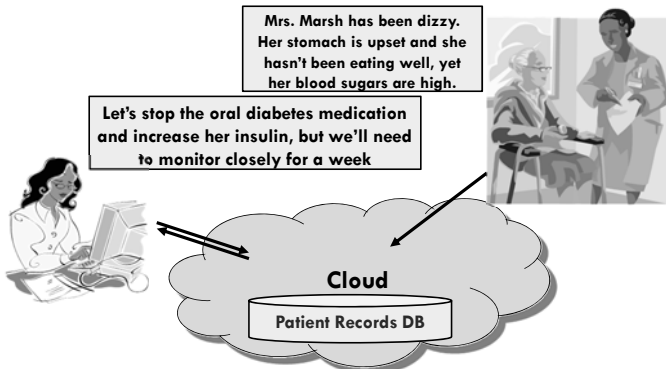 Mrs. Marsh has been dizzy.
Her stomach is upset and she
hasn't been eating well, yet
her blood sugars are high.
Let's stop the oral diabetes medication
and increase her insulin, but we'll need
to monitor closely for a week
Cloud
Patient Records DB